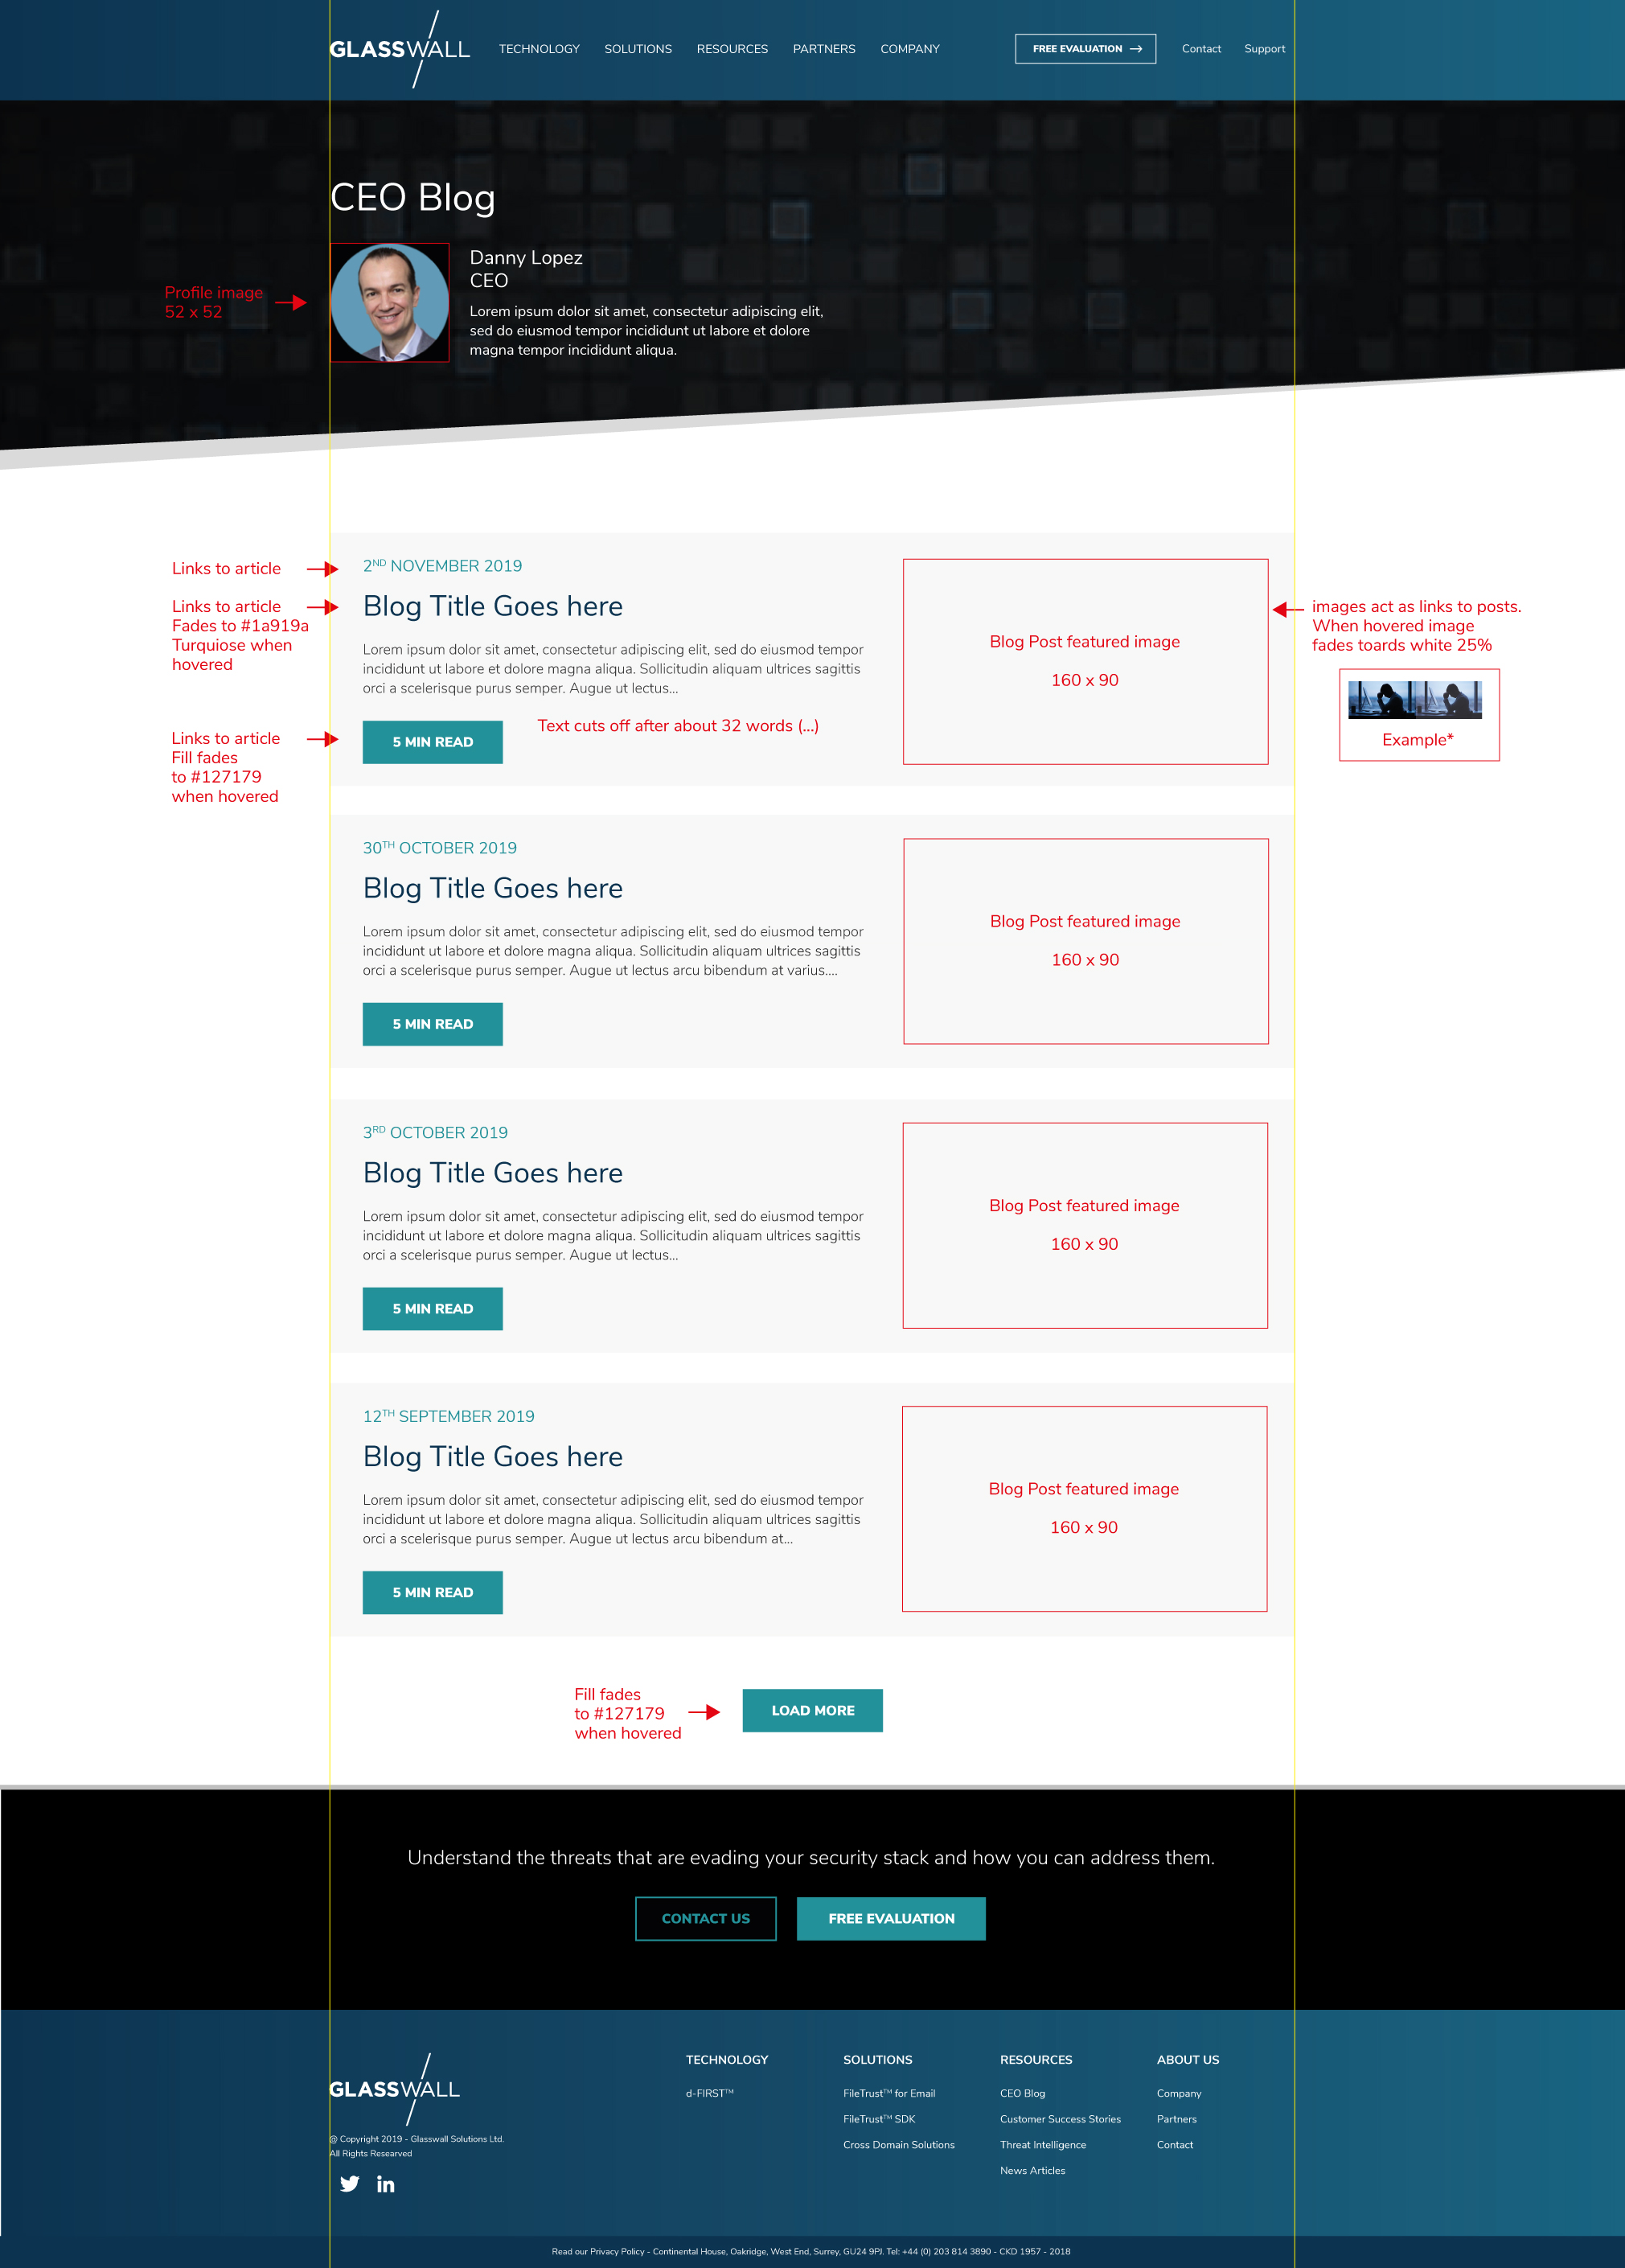 GLASSWALL
TECHNOLOGY SOLUTIONS RESOURCES PARTNERS COMPANY
FREE EVALUATION →
Contact Support
CEO Blog
Profile image
52 x 52
Danny Lopez
CEO
Lorem ipsum dolor sit amet, consectetur adipiscing elit,
sed do eiusmod tempor incididunt ut labore et dolore
magna tempor incididunt aliqua.
Links to article
Links to article
Fades to #1a919a
Turquiose when
hovered
Links to article
Fill fades
to #127179
when hovered
2ND NOVEMBER 2019
Blog Title Goes here
Lorem ipsum dolor sit amet, consectetur adipiscing elit, sed do eiusmod tempor
incididunt ut labore et dolore magna aliqua. Sollicitudin aliquam ultrices sagittis
orci a scelerisque purus semper. Augue ut lectus...
5 MIN READ
Text cuts off after about 32 words (...)
Blog Post featured image
160 x 90
images act as links to posts.
When hovered image
fades toards white 25%
Example*
30TH OCTOBER 2019
Blog Title Goes here
Lorem ipsum dolor sit amet, consectetur adipiscing elit, sed do eiusmod tempor
incididunt ut labore et dolore magna aliqua. Sollicitudin aliquam ultrices sagittis
orci a scelerisque purus semper. Augue ut lectus arcu bibendum at varius....
5 MIN READ
Blog Post featured image
160 x 90
3RD OCTOBER 2019
Blog Title Goes here
Lorem ipsum dolor sit amet, consectetur adipiscing elit, sed do eiusmod tempor
incididunt ut labore et dolore magna aliqua. Sollicitudin aliquam ultrices sagittis
orci a scelerisque purus semper. Augue ut lectus...
5 MIN READ
Blog Post featured image
160 x 90
12TH SEPTEMBER 2019
Blog Title Goes here
Lorem ipsum dolor sit amet, consectetur adipiscing elit, sed do eiusmod tempor
incididunt ut labore et dolore magna aliqua. Sollicitudin aliquam ultrices sagittis
orci a scelerisque purus semper. Augue ut lectus arcu bibendum at...
5 MIN READ
Blog Post featured image
160 x 90
Fill fades
to #127179
when hovered
LOAD MORE
Understand the threats that are evading your security stack and how you can address them.
CONTACT US
FREE EVALUATION
GLASSWALL
@ Copyright 2019 - Glasswall Solutions Ltd.
All Rights Researved
in
TECHNOLOGY
d-FIRST™
SOLUTIONS
FileTrust™ for Email
FileTrust™ SDK
Cross Domain Solutions
RESOURCES
CEO Blog
Customer Success Stories
Threat Intelligence
News Articles
ABOUT US
Company
Partners
Contact
Read our Privacy Policy - Continental House, Oakridge, West End, Surrey, GU24 9PJ. Tel: +44 (0) 203 814 3890 - CKD 1957 - 2018